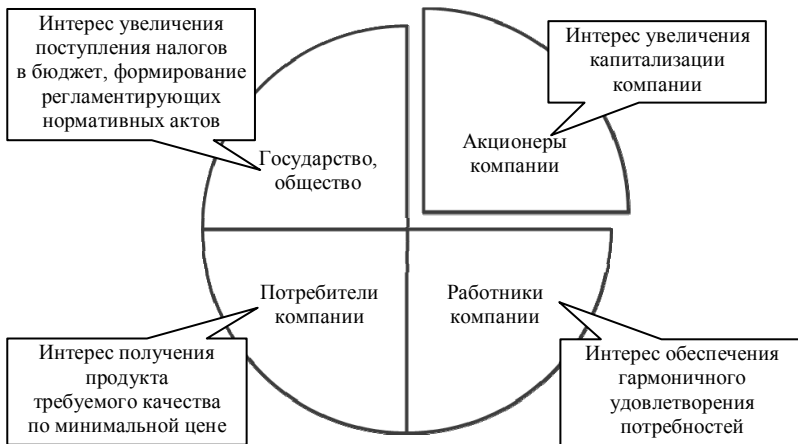 Интерес увеличения
поступления налогов
в бюджет, формирование
регламентирующих
нормативных актов
Интерес увеличения
капитализации
компании
Государство,
общество
Акционеры
компании
Потребители
компании
Работники
компании
Интерес получения
продукта
требуемого качества
по минимальной цене
Интерес обеспечения
гармоничного
удовлетворения
потребностей